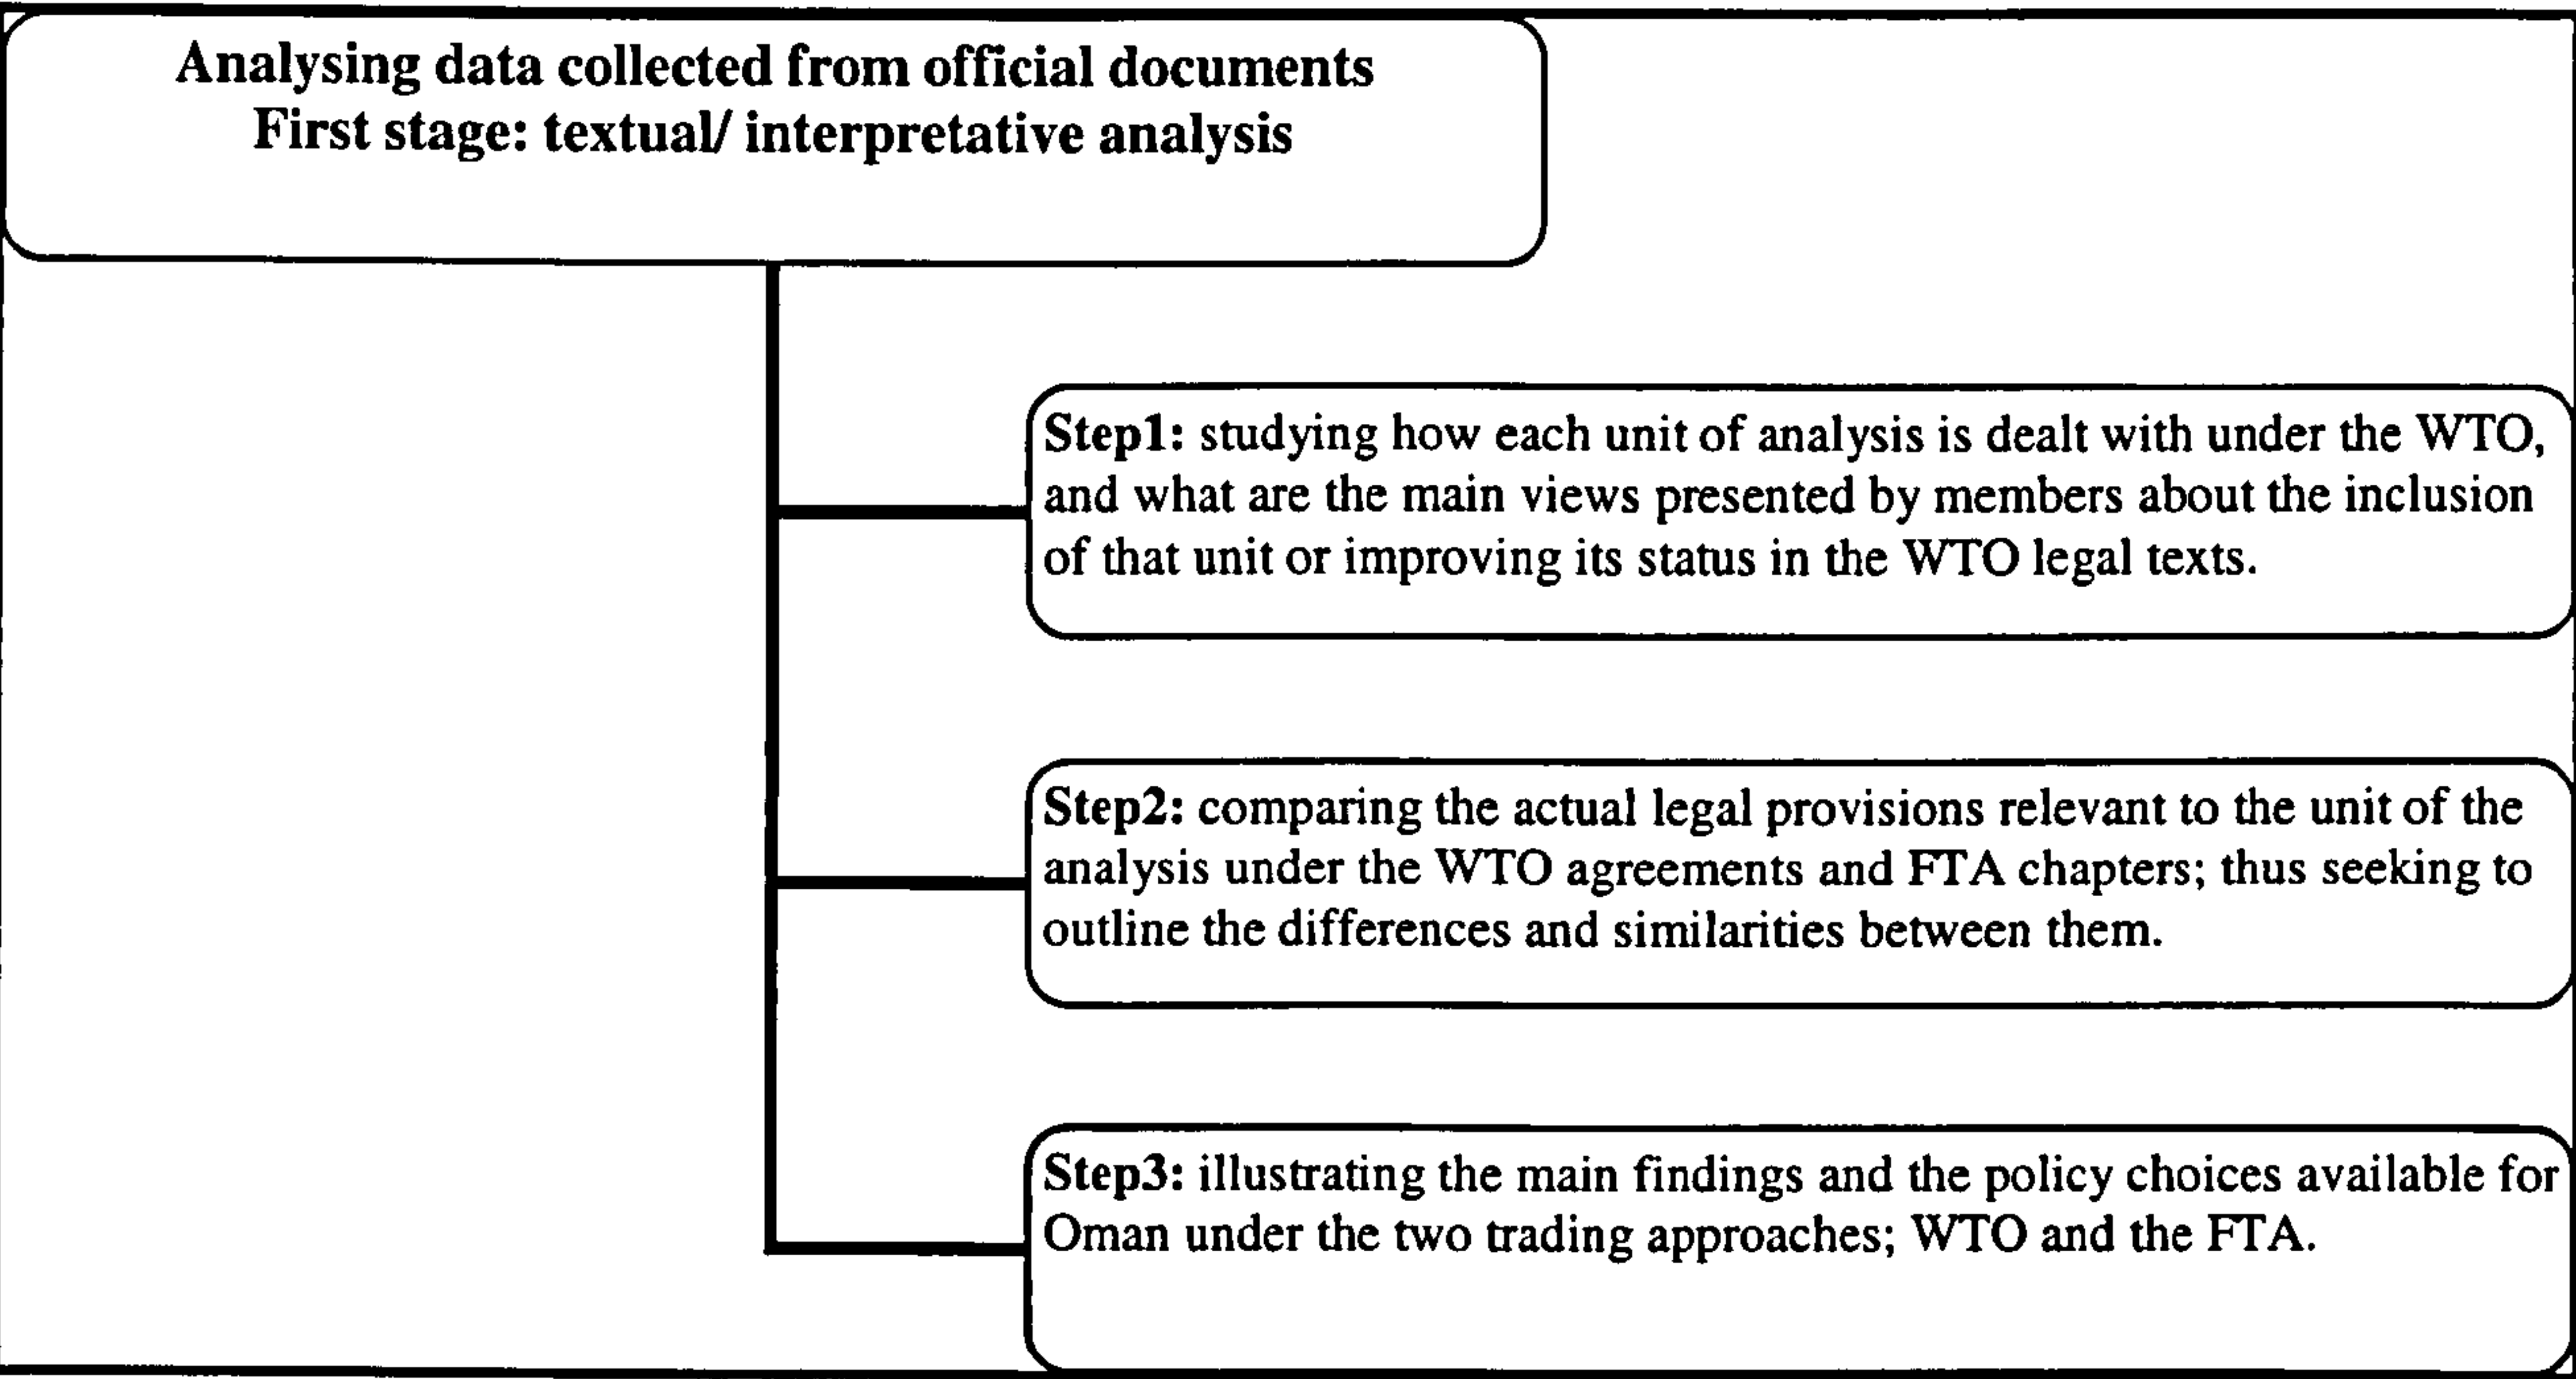 Analysing data collected from official documents
First stage: textual/ interpretative analysis
Step1: studying how each unit of analysis is dealt with under the WTO,
and what are the main views presented by members about the inclusion
of that unit or improving its status in the WTO legal texts.
Step2: comparing the actual legal provisions relevant to the unit of the
analysis under the WTO agreements and FTA chapters; thus seeking to
outline the differences and similarities between them.
Step3: illustrating the main findings and the policy choices available for
Oman under the two trading approaches; WTO and the FTA.